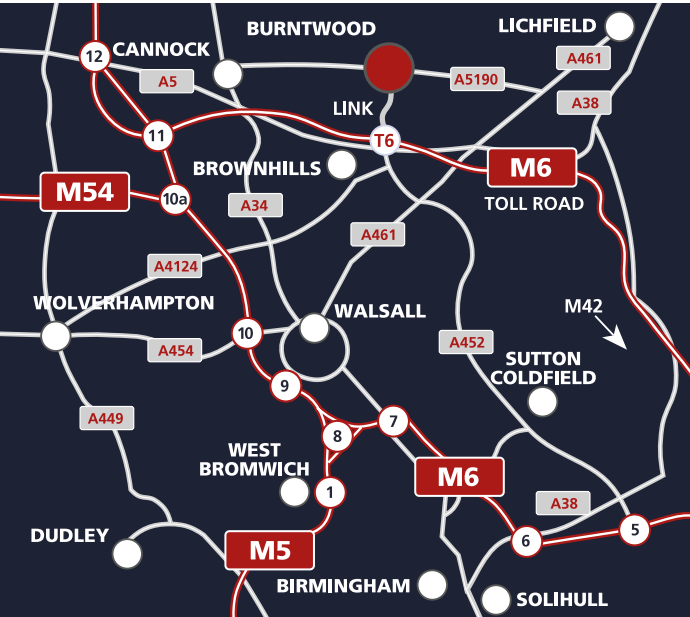 BURNTWOOD
LICHFIELD
12
CANNOCK
A461
A5
A5190
A38
LINK
11
T6
BROWNHILLS
M6
M54
10a
A34
TOLL ROAD
A461
A4124
WOLVERHAMPTON
M42
WALSALL
10
A454
A452
SUTTON
COLDFIELD
9
A449
7
8
WEST
BROMWICH
M6
1
A38
DUDLEY
M5
6
5
BIRMINGHAM
SOLIHULL